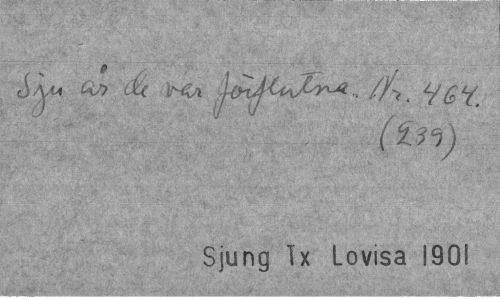 Sju år de var förflutna. Nr. 464.
(239)
Sjung Tx Lovisa 1901